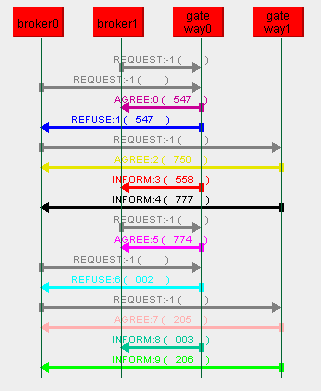 broker0 broker1 gate way0 gate way1
REQUEST:-1 ( )
REQUEST:-1 ( )
AGREE:0 ( 547 )
REFUSE:1 ( 547 )
REQUEST:-1 ( )
AGREE:2 ( 750 )
INFORM:3 ( 558 )
INFORM:4 ( 777 )
REQUEST:-1 ( )
AGREE:5 ( 774 )
REQUEST:-1 ( )
REFUSE:6 ( 002 )
REQUEST:-1 ( )
AGREE:7 ( 205 )
INFORM:8 ( 003 )
INFORM:9 ( 206 )